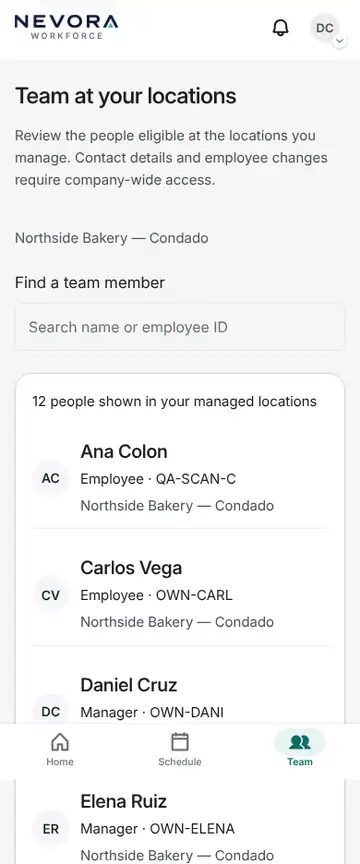 NEVORA
WORKFORCE
DC
Team at your locations
Review the people eligible at the locations you
manage. Contact details and employee changes
require company-wide access.
Northside Bakery — Condado
Find a team member
Search name or employee ID
12 people shown in your managed locations
AC
Ana Colon
Employee · QA-SCAN-C
Northside Bakery — Condado
CV
Carlos Vega
Employee · OWN-CARL
Northside Bakery — Condado
DC
Daniel Cruz
Manager · OWN-DANI
Home
Schedule
Team
ER
Elena Ruiz
Manager · OWN-ELENA
Northside Bakery — Condado